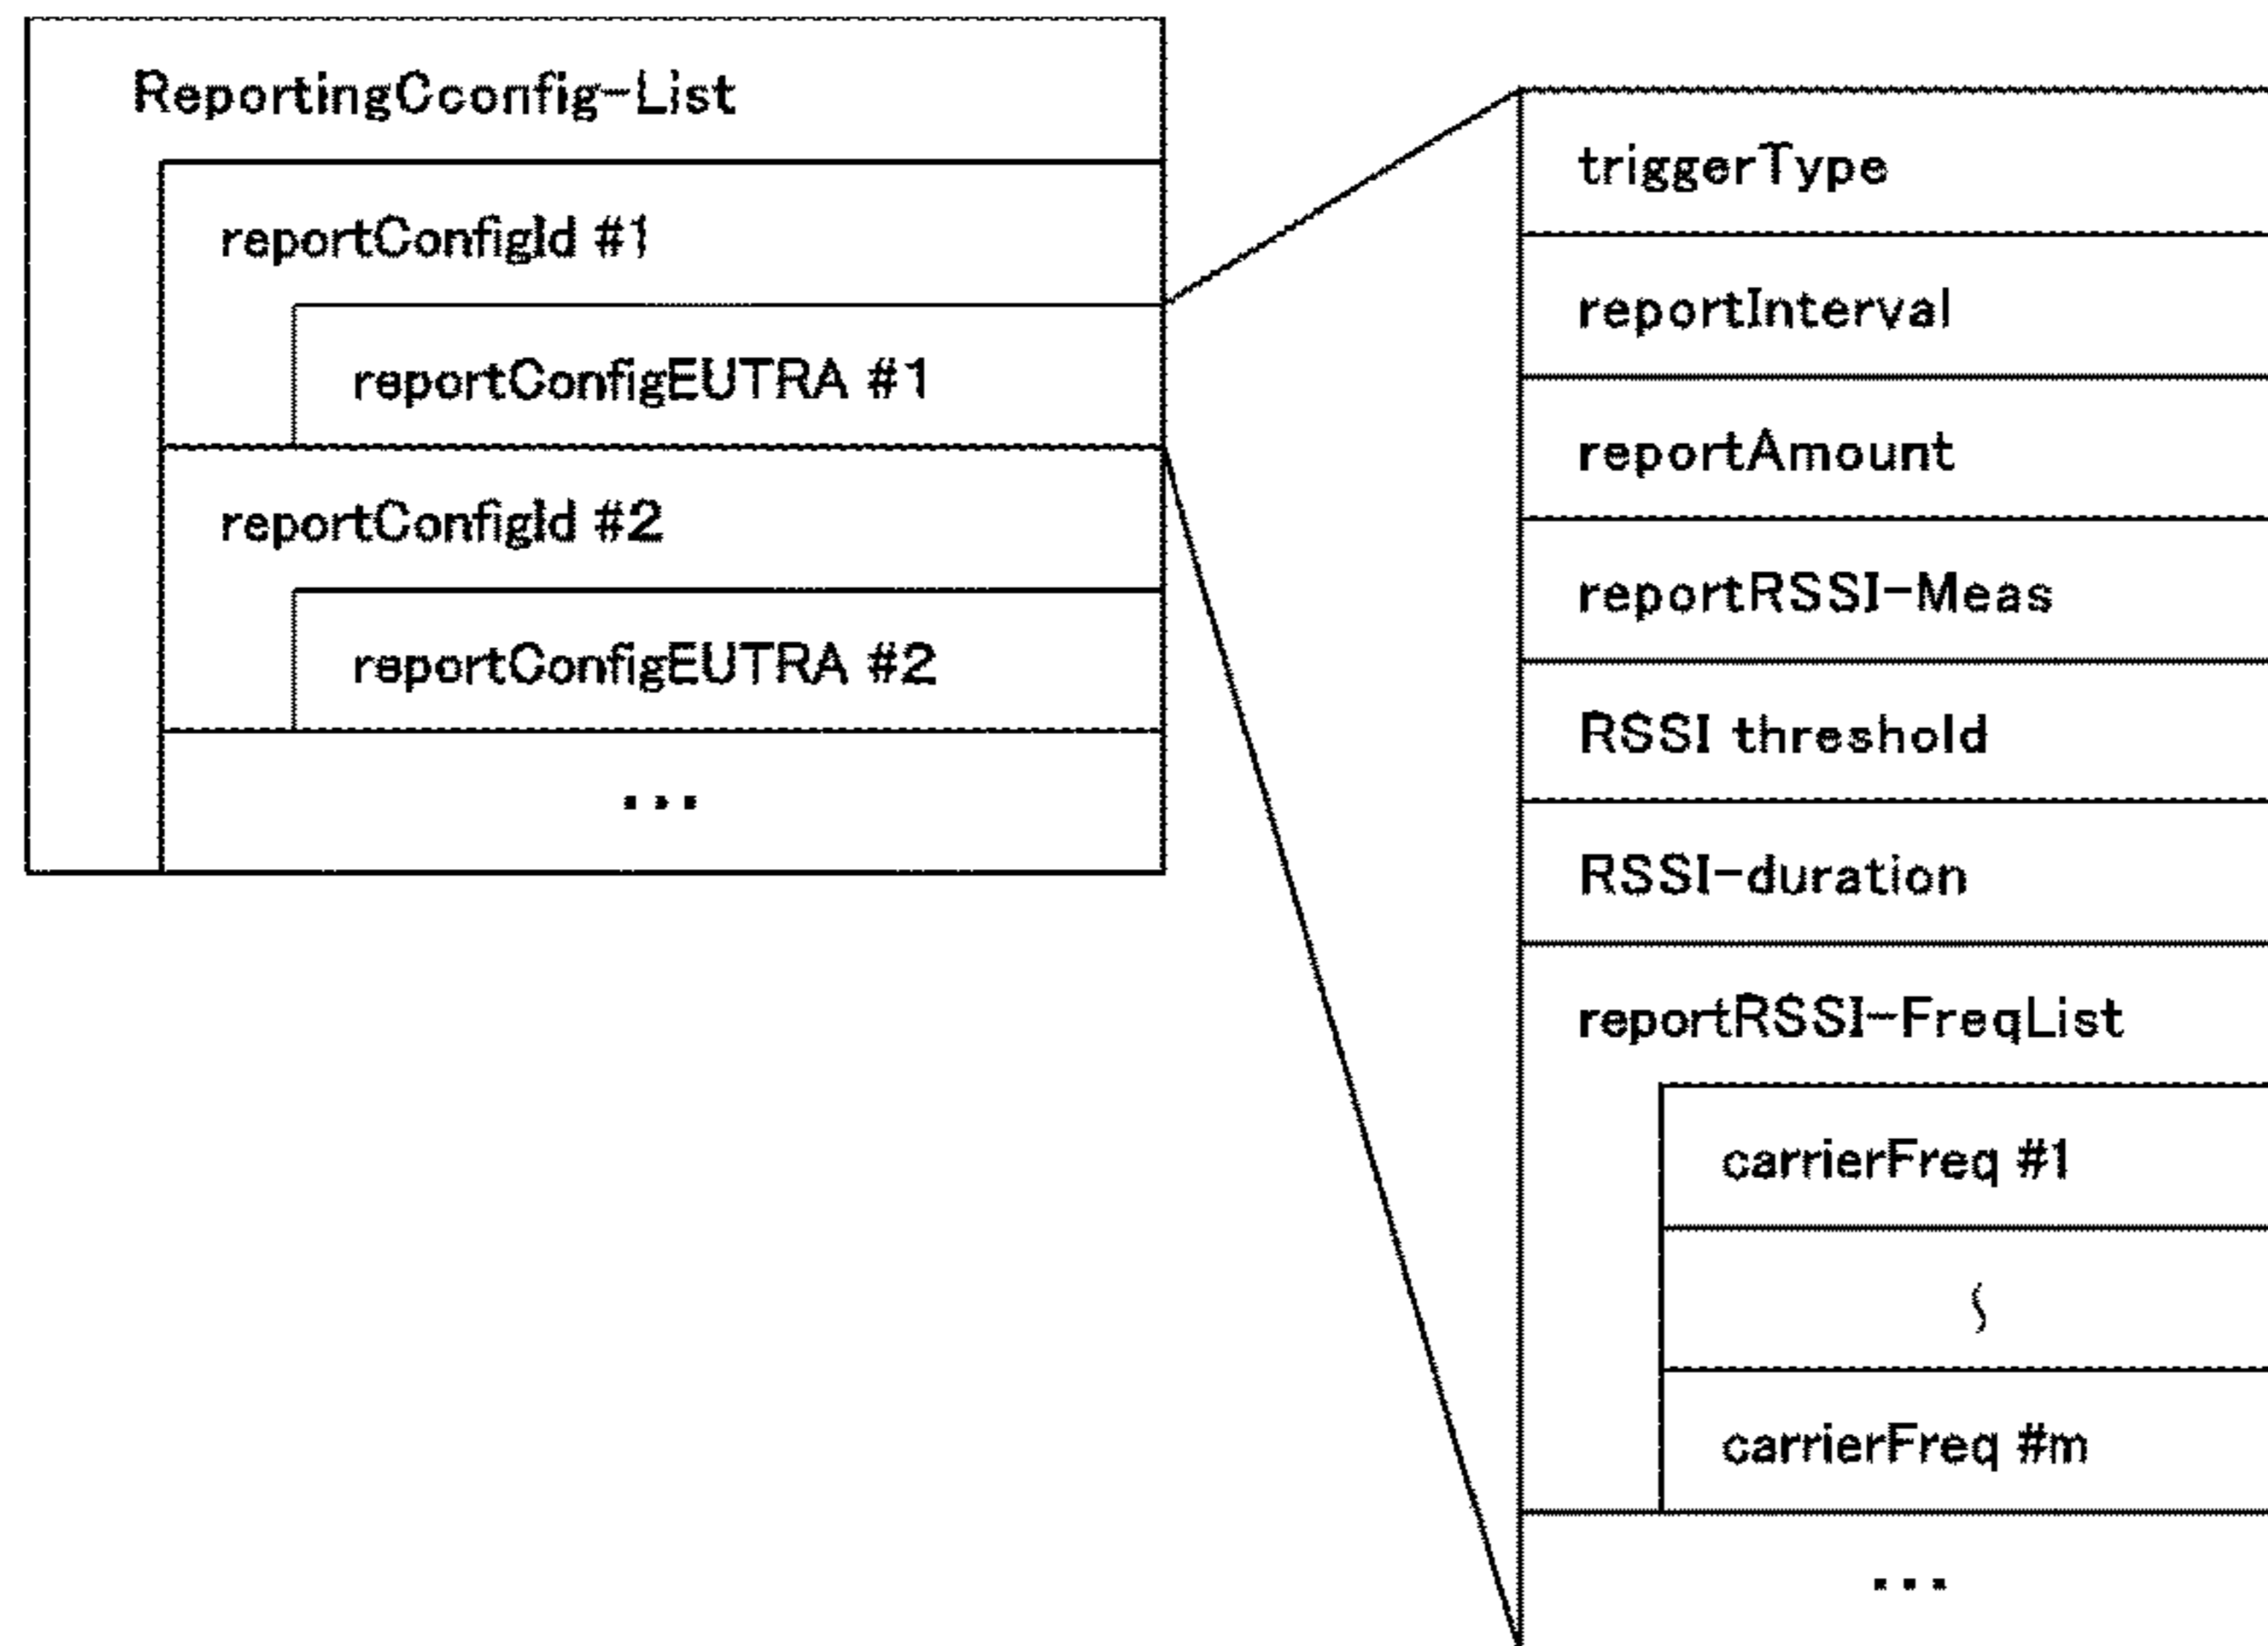 ReportingCconfig-List
reportConfigId #1
reportConfigEUTRA #1
reportConfigId #2
reportConfigEUTRA #2
...
triggerType
reportInterval
reportAmount
reportRSSI-Meas
RSSI threshold
RSSI-duration
reportRSSI-FreqList
carrierFreq #1
carrierFreq #m
...